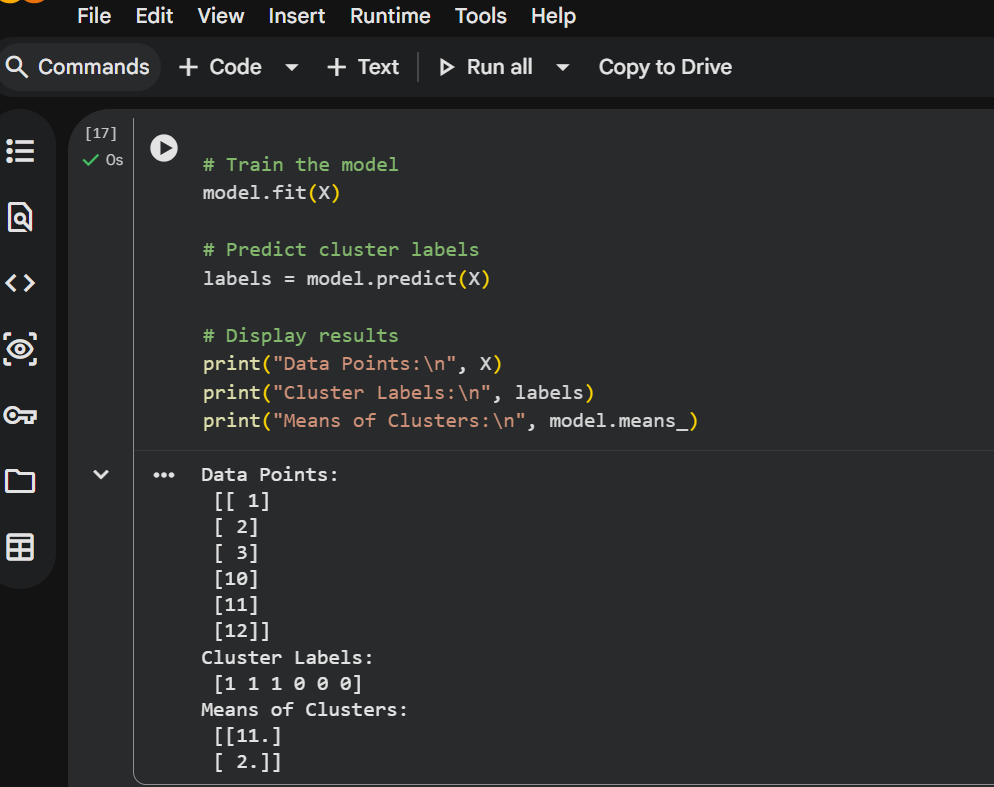 File Edit View Insert Runtime Tools Help
Commands + Code + Text Run all Copy to Drive
[17]
0s
# Train the model
model.fit(X)
# Predict cluster labels
labels = model.predict(X)
# Display results
print("Data Points:\n", X)
print("Cluster Labels:\n", labels)
print("Means of Clusters:\n", model.means_)
Data Points:
[[ 1]
[ 2]
[ 3]
[10]
[11]
[12]]
Cluster Labels:
[1 1 1 0 0 0]
Means of Clusters:
[[11.]
[ 2.]]